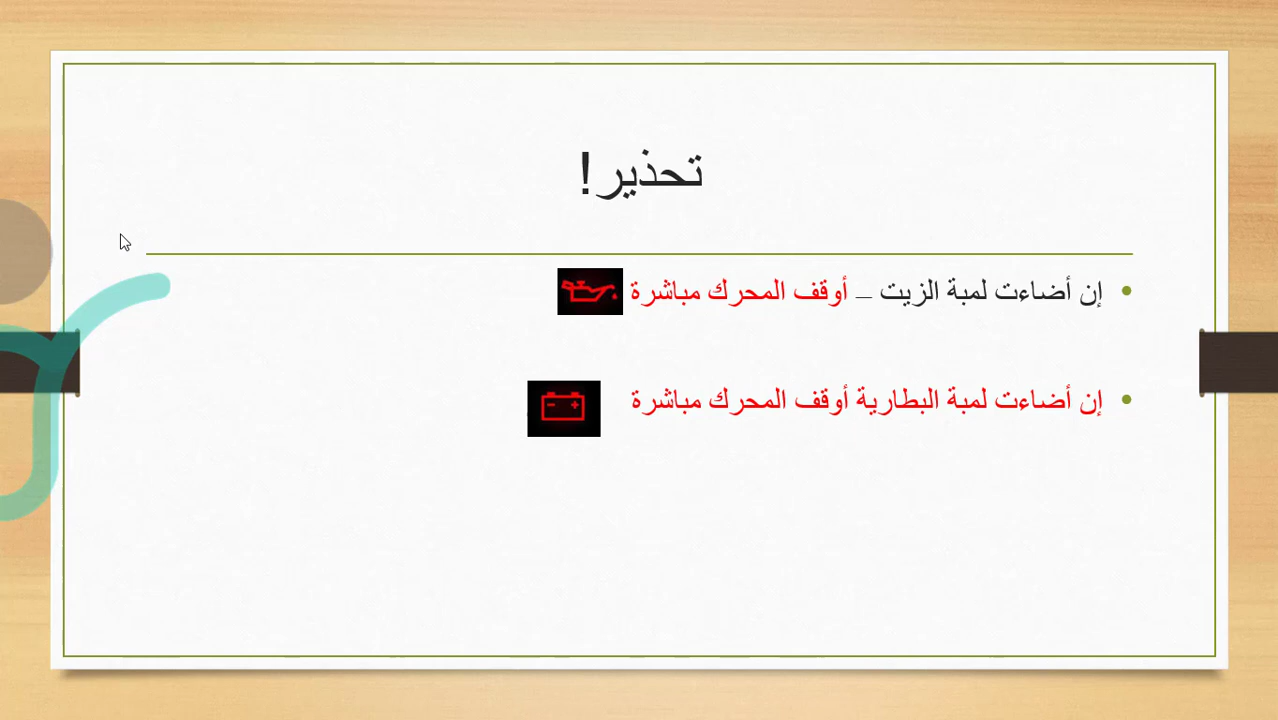 تحذير!
إن أضاءت لمبة الزيت – أوقف المحرك مباشرة
إن أضاءت لمبة البطارية أوقف المحرك مباشرة